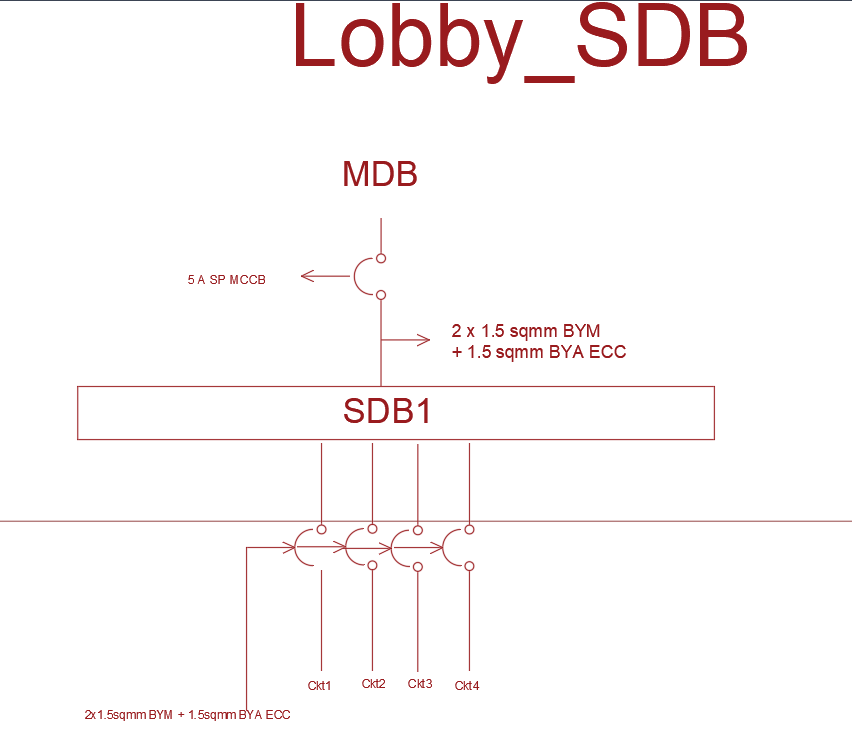 Lobby_SDB
MDB
5 A SP MCCB
2 x 1.5 sqmm BYM
+ 1.5 sqmm BYA ECC
SDB1
Ckt1 Ckt2 Ckt3 Ckt4
2x1.5sqmm BYM + 1.5sqmm BYA ECC